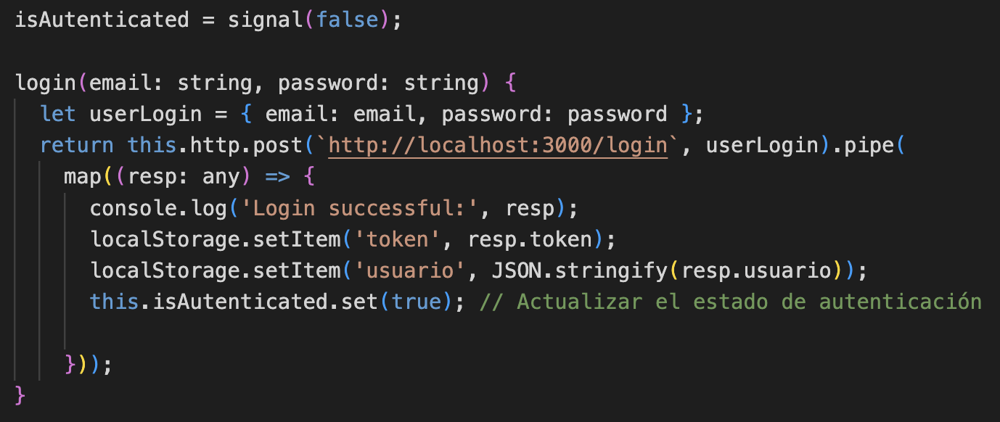 isAutenticated = signal(false);
login(email: string, password: string) {
let userLogin = { email: email, password: password };
return this.http.post(`http://localhost:3000/login`, userLogin).pipe(
map((resp: any) => {
console.log('Login successful:', resp);
localStorage.setItem('token', resp.token);
localStorage.setItem('usuario', JSON.stringify(resp.usuario));
this.isAutenticated.set(true); // Actualizar el estado de autenticación
}));
}